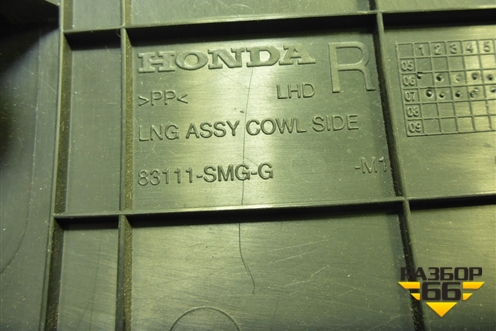 HONDA R
>PP< LHD
LNG ASSY COWL SIDE
83111-SMG-G -M1
1 2 3 4 5
05
06
07
08
09
РАЗБОР
66